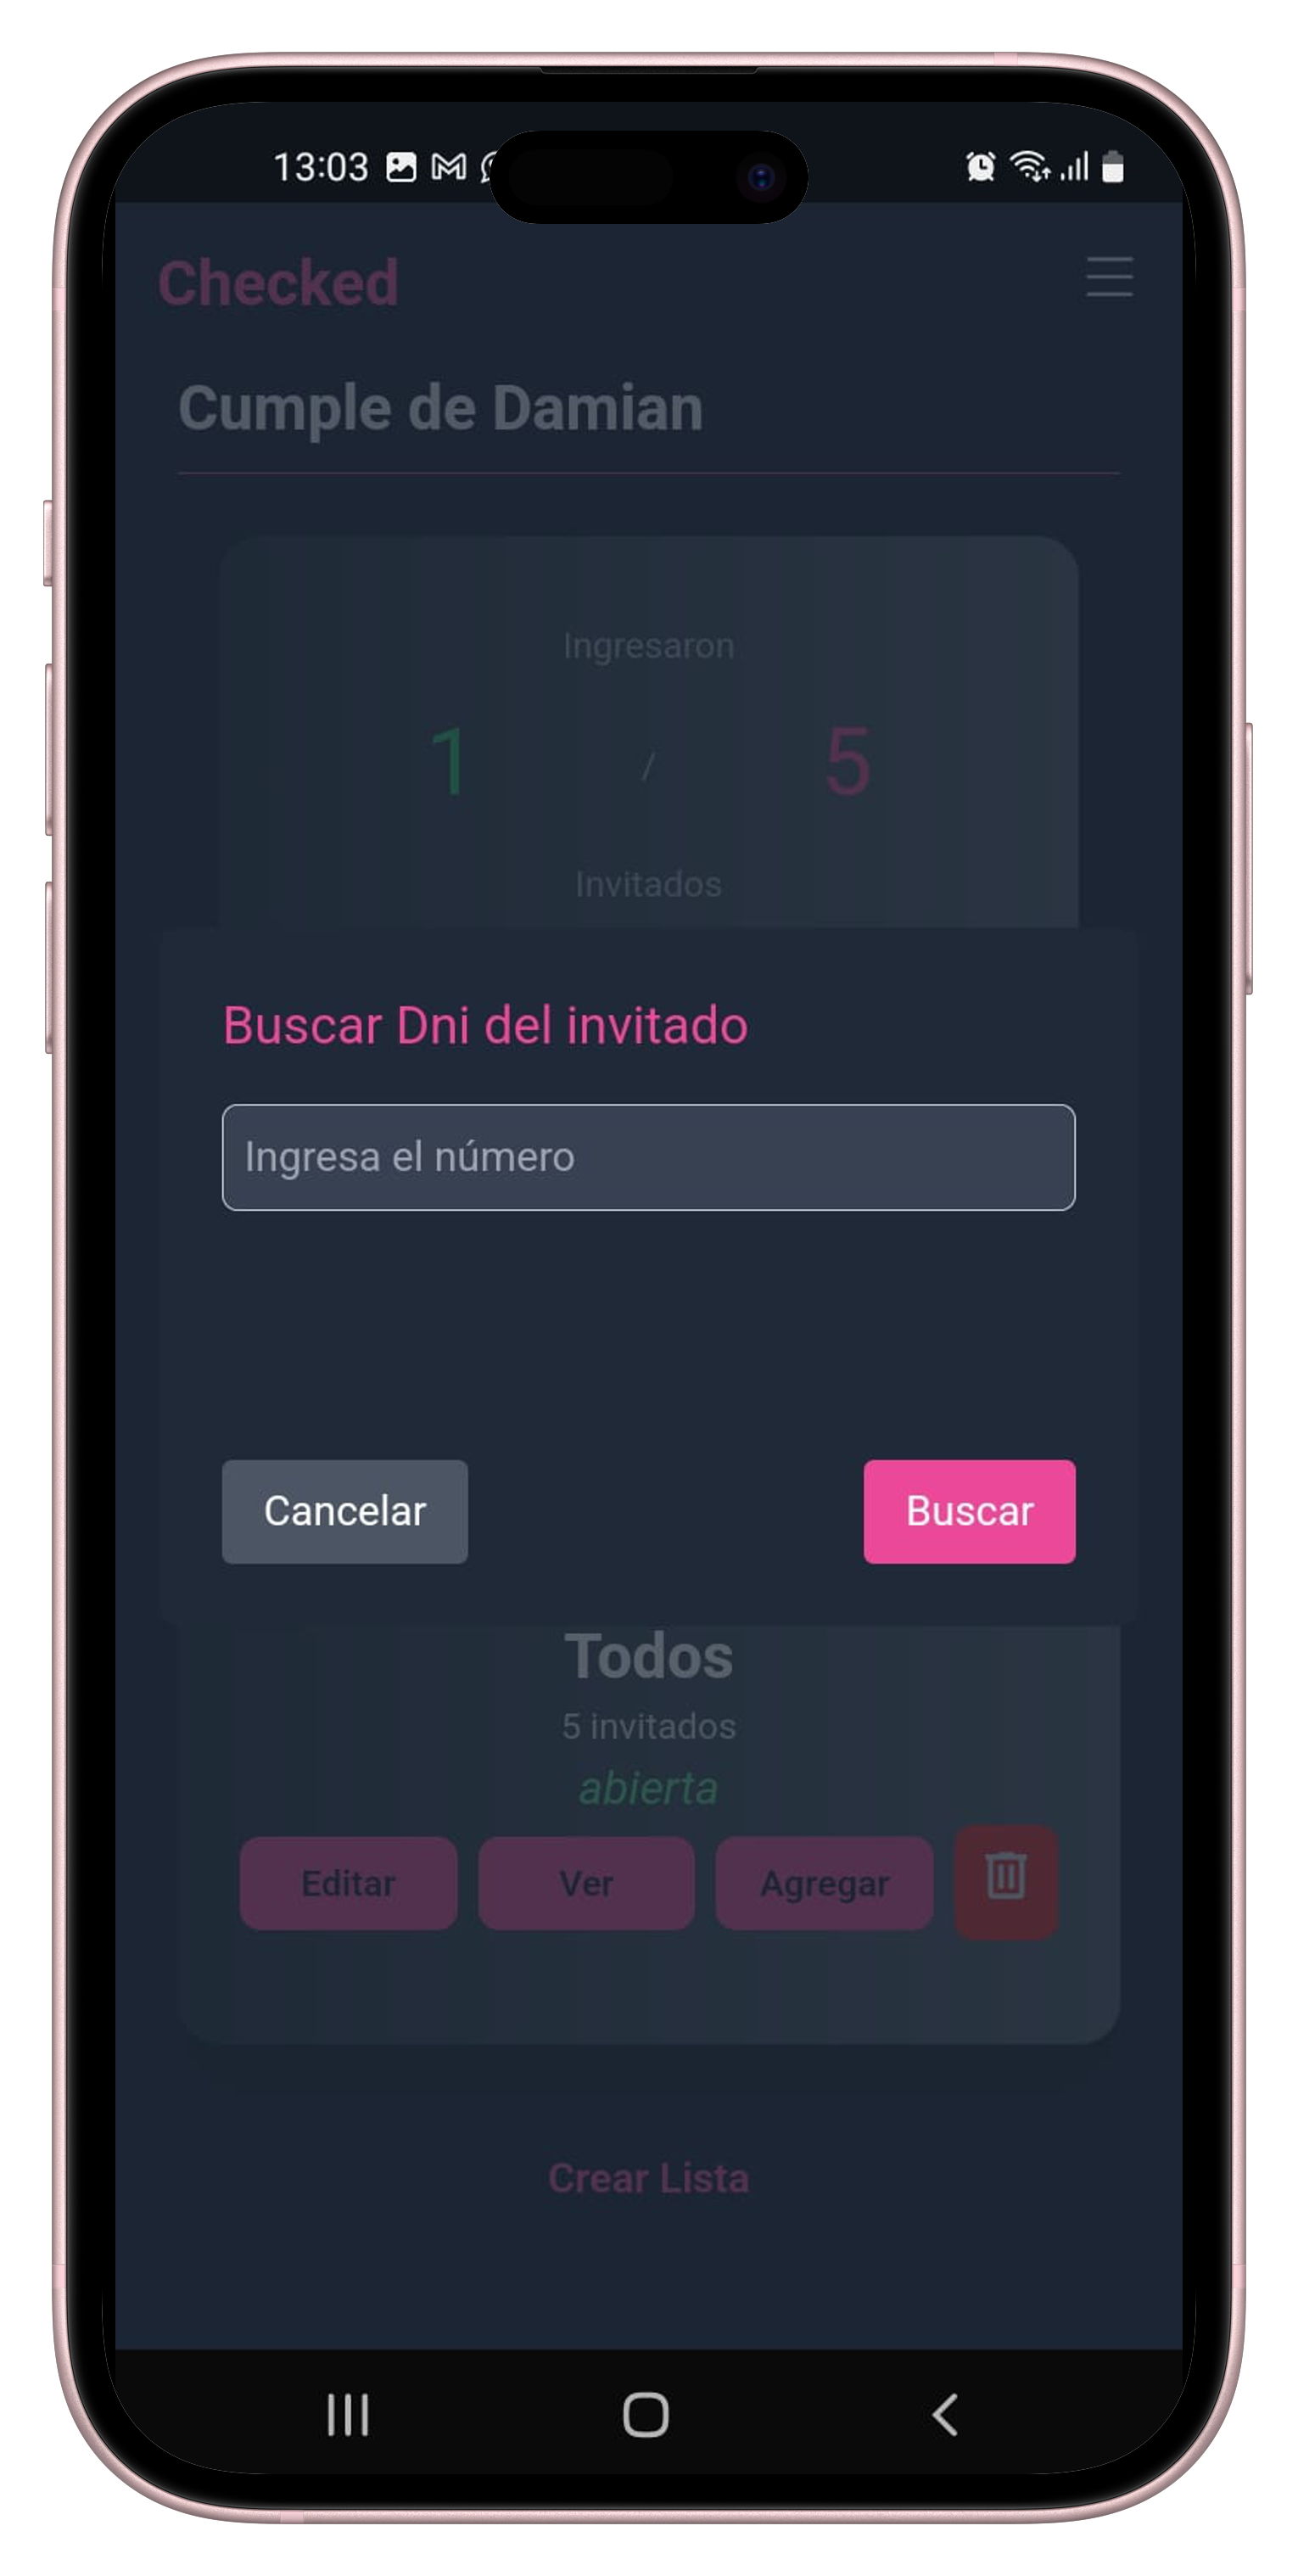 13:03
Checked
Cumple de Damian
Ingresaron
1 / 5
Invitados
Buscar Dni del invitado
Ingresa el número
Cancelar Buscar
Todos
5 invitados
abierta
Editar Ver Agregar
Crear Lista